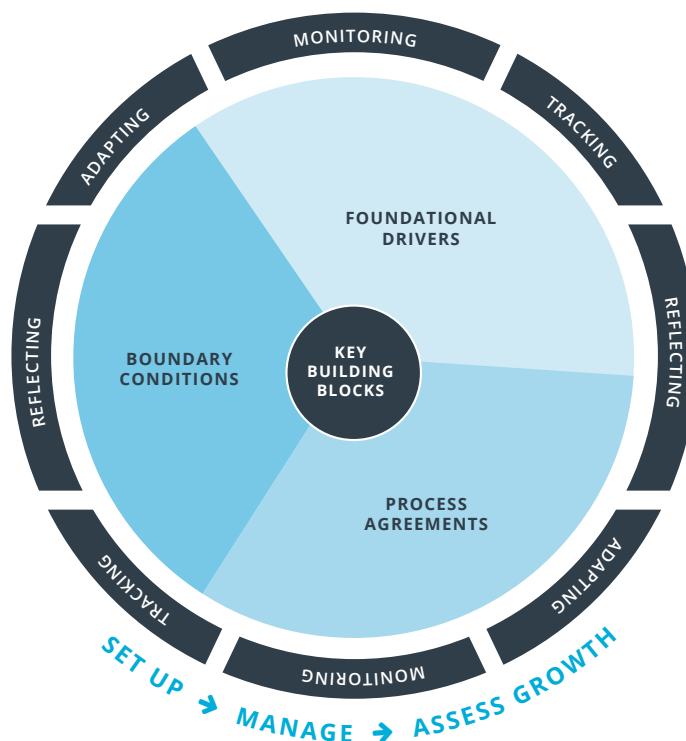 MONITORING
TRACKING
REFLECTING
ADAPTING
MONITORING
TRACKING
REFLECTING
ADAPTING
FOUNDATIONAL
DRIVERS
BOUNDARY
CONDITIONS
KEY
BUILDING
BLOCKS
PROCESS
AGREEMENTS
SET UP → MANAGE → ASSESS GROWTH